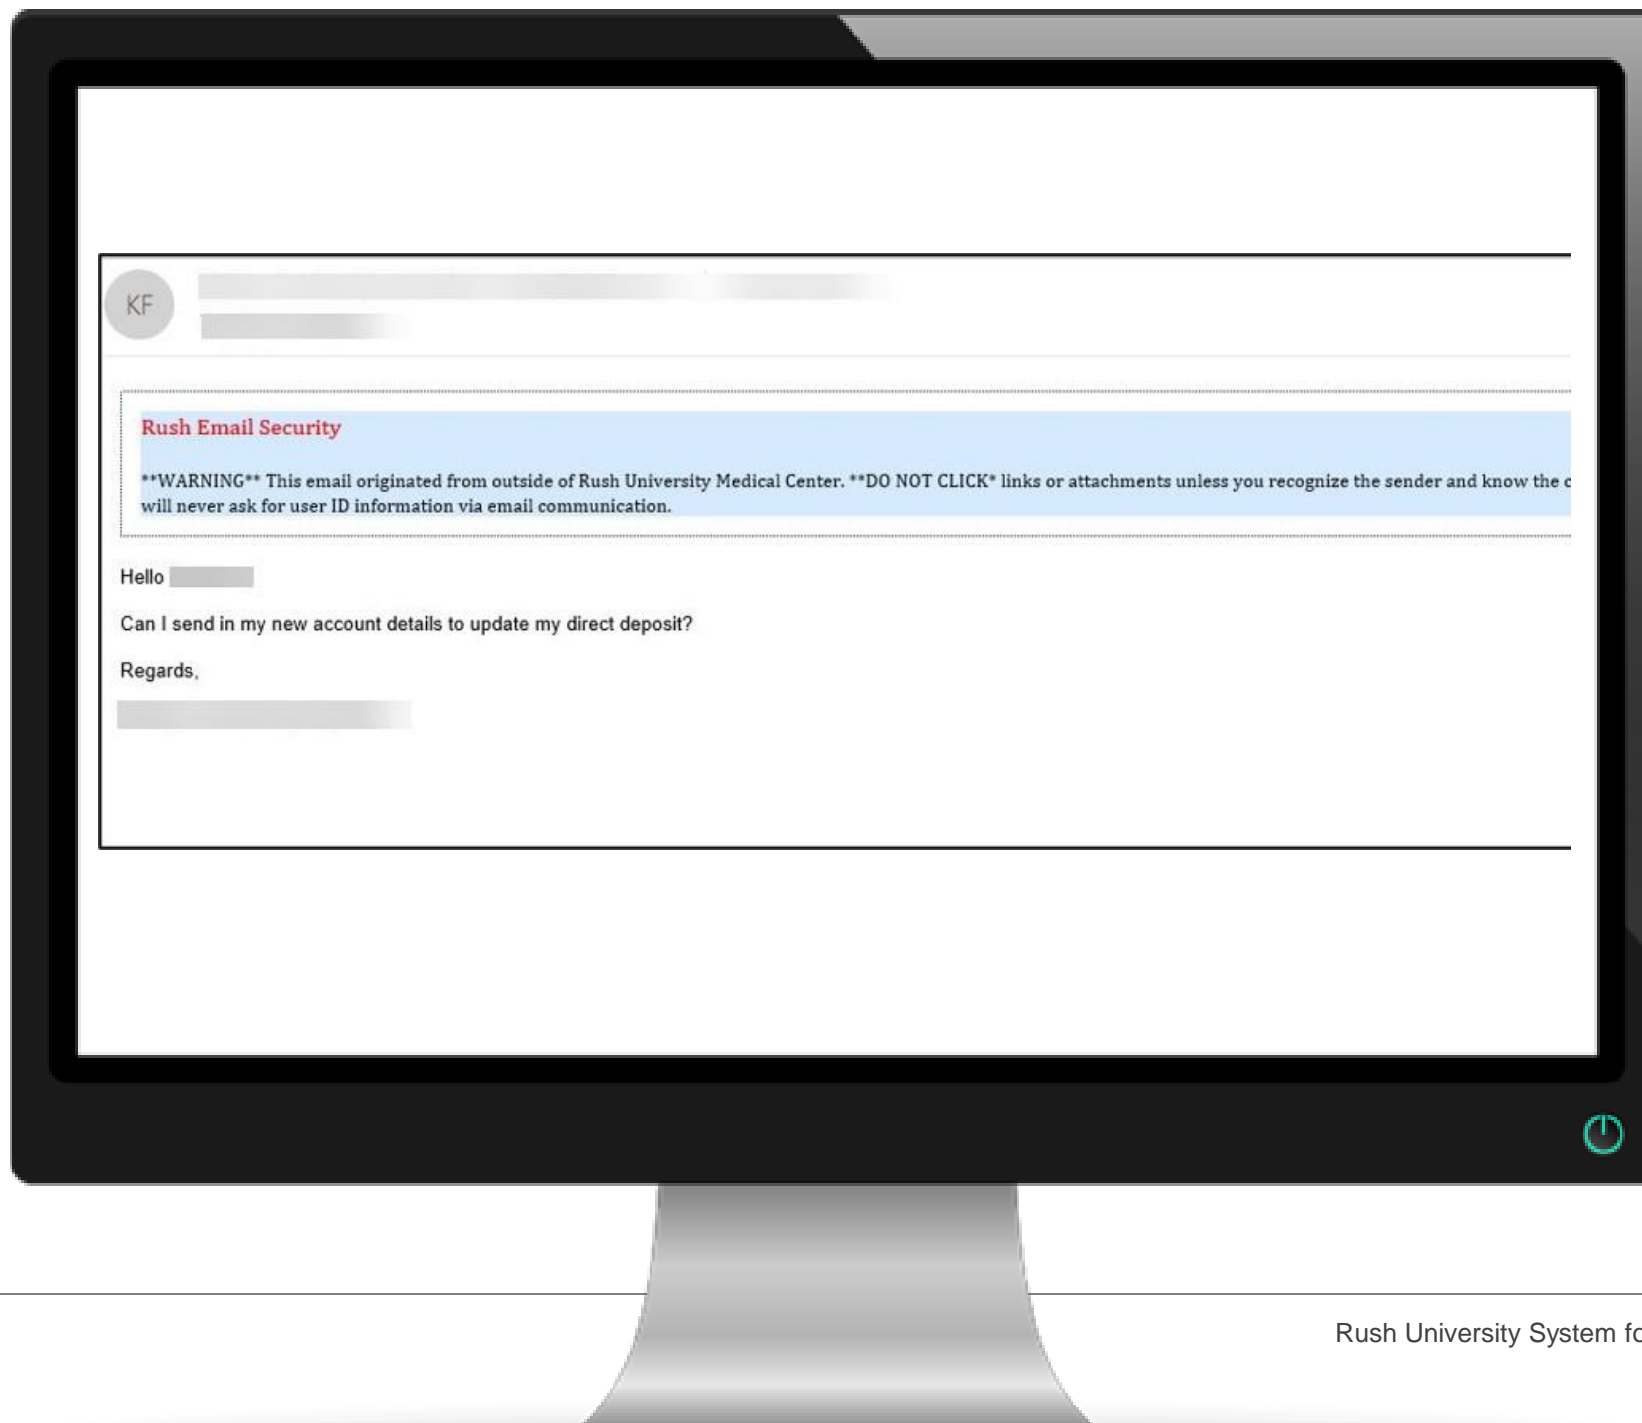 KF
Rush Email Security
**WARNING** This email originated from outside of Rush University Medical Center. **DO NOT CLICK* links or attachments unless you recognize the sender and know the
will never ask for user ID information via email communication.
Hello
Can I send in my new account details to update my direct deposit?
Regards,
Rush University System